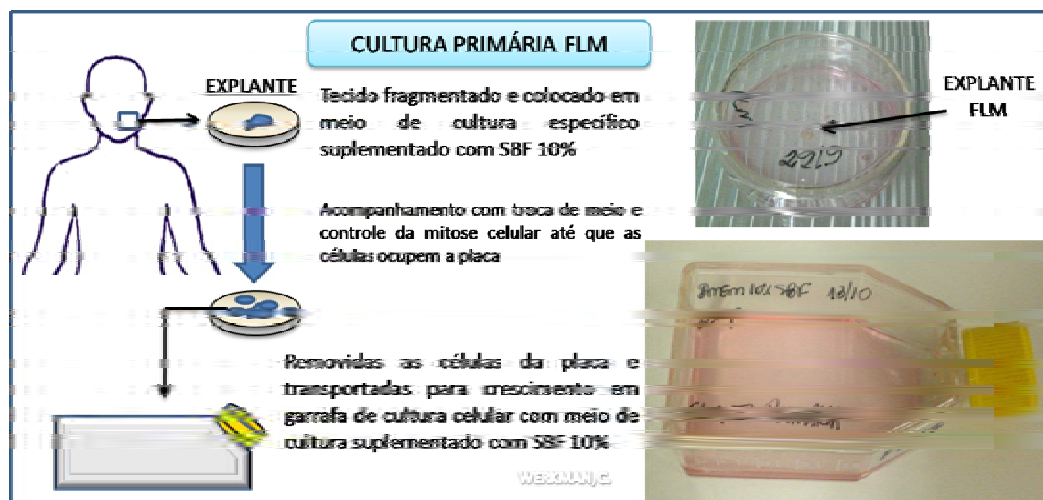 CULTURA PRIMÁRIA FLM
EXPLANTE
Tecido fragmentado e colocado em
meio de cultura específico
suplementado com SBF 10%
Acompanhamento com troca de meio e
controle da mitose celular até que as
células ocupem a placa
Removidas as células da placa e
transportadas para crescimento em
garrafa de cultura celular com meio de
cultura suplementado com SBF 10%
WERKMAN, C.
EXPLANTE
FLM
DMEM 10% SBF 13/10